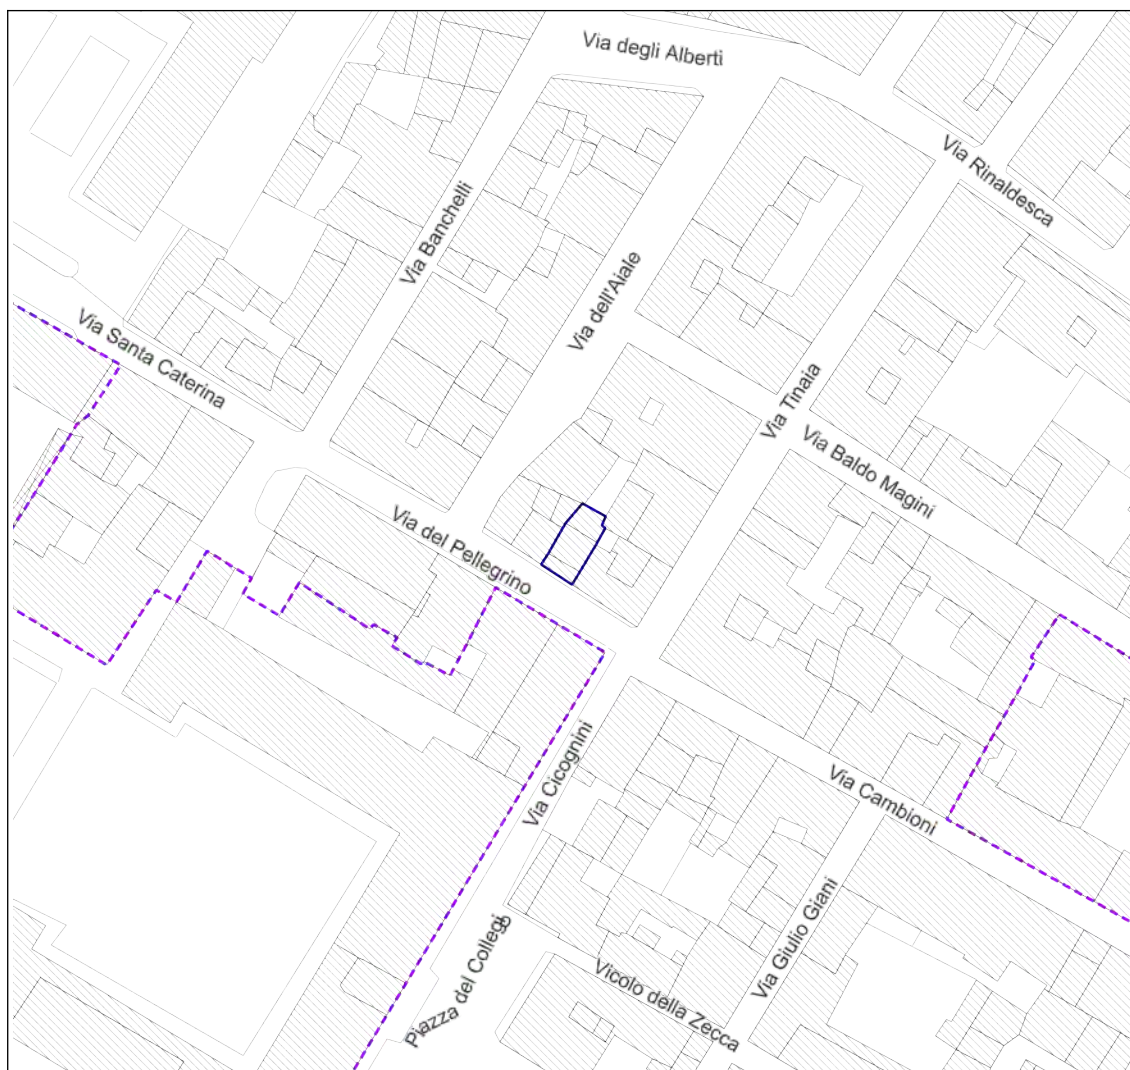 Via degli Alberti
Via Rinaldesca
Via Banchelli
Via dell'Aiale
Via Santa Caterina
Via Tinaia
Via Baldo Magini
Via del Pellegrino
Via Cicognini
Via Cambioni
Via Giulio Giani
Piazza del Collegio
Vicolo della Zecca